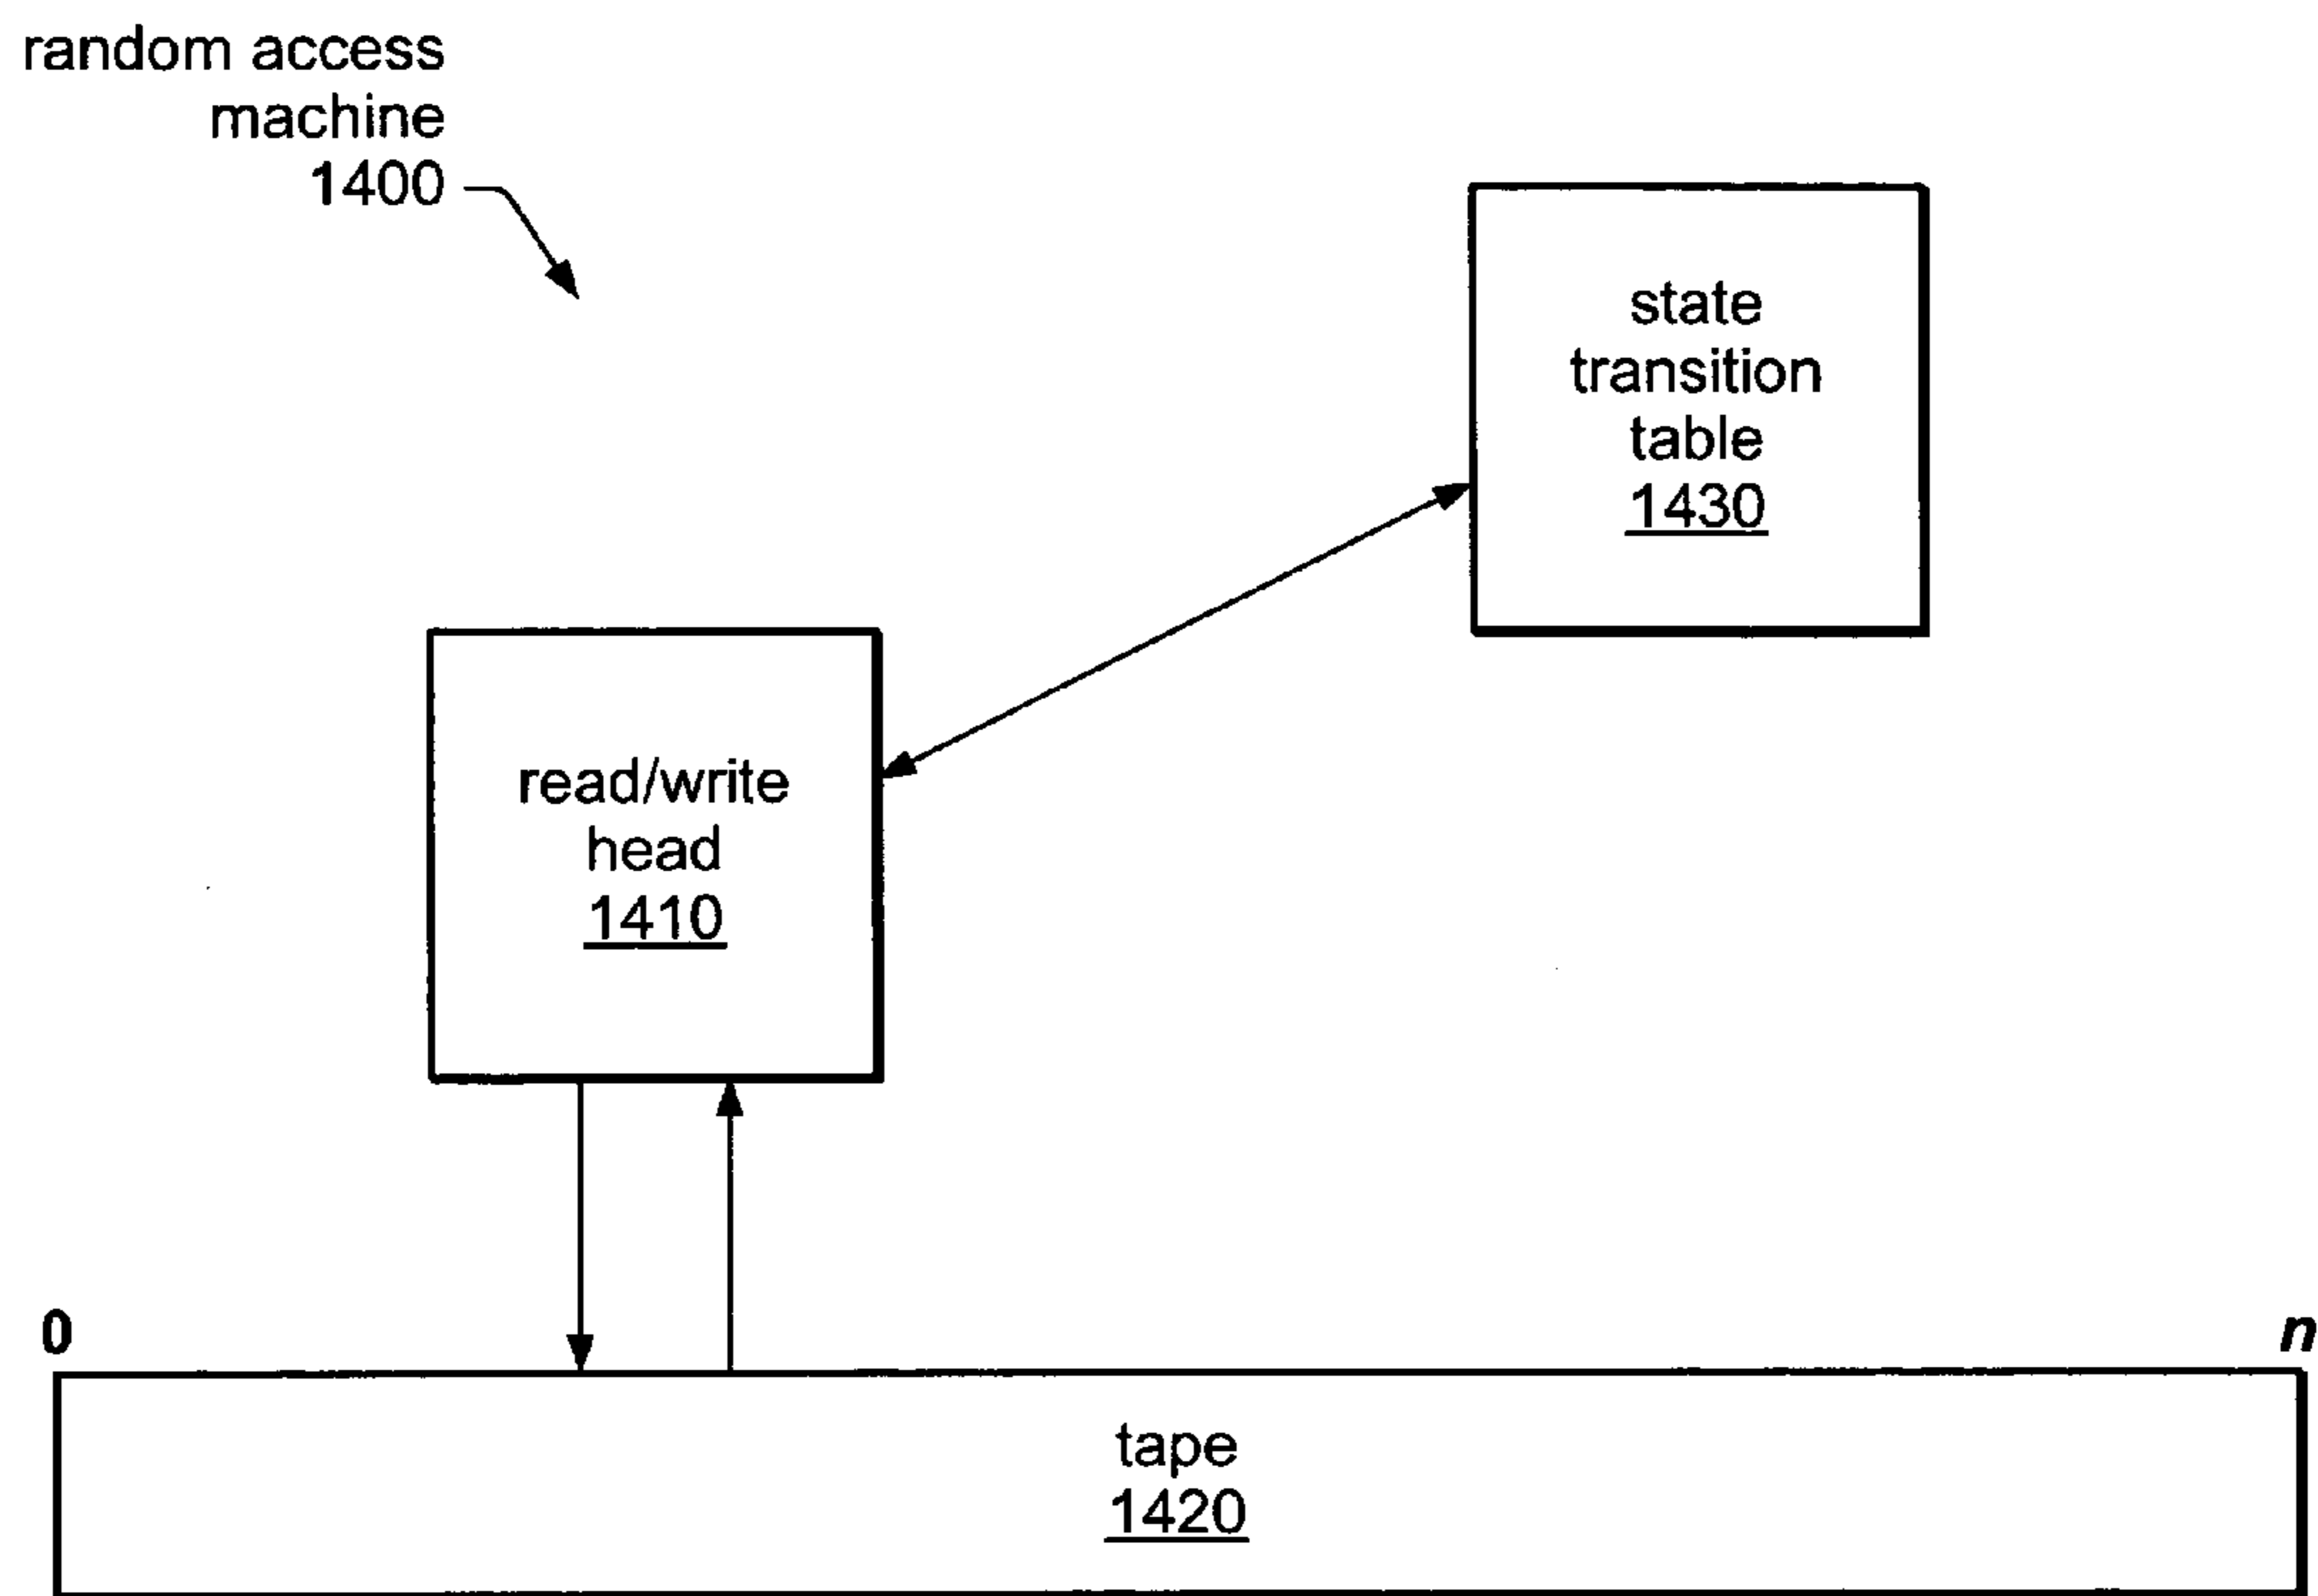 random access
machine
1400
state
transition
table
1430
read/write
head
1410
0
n
tape
1420